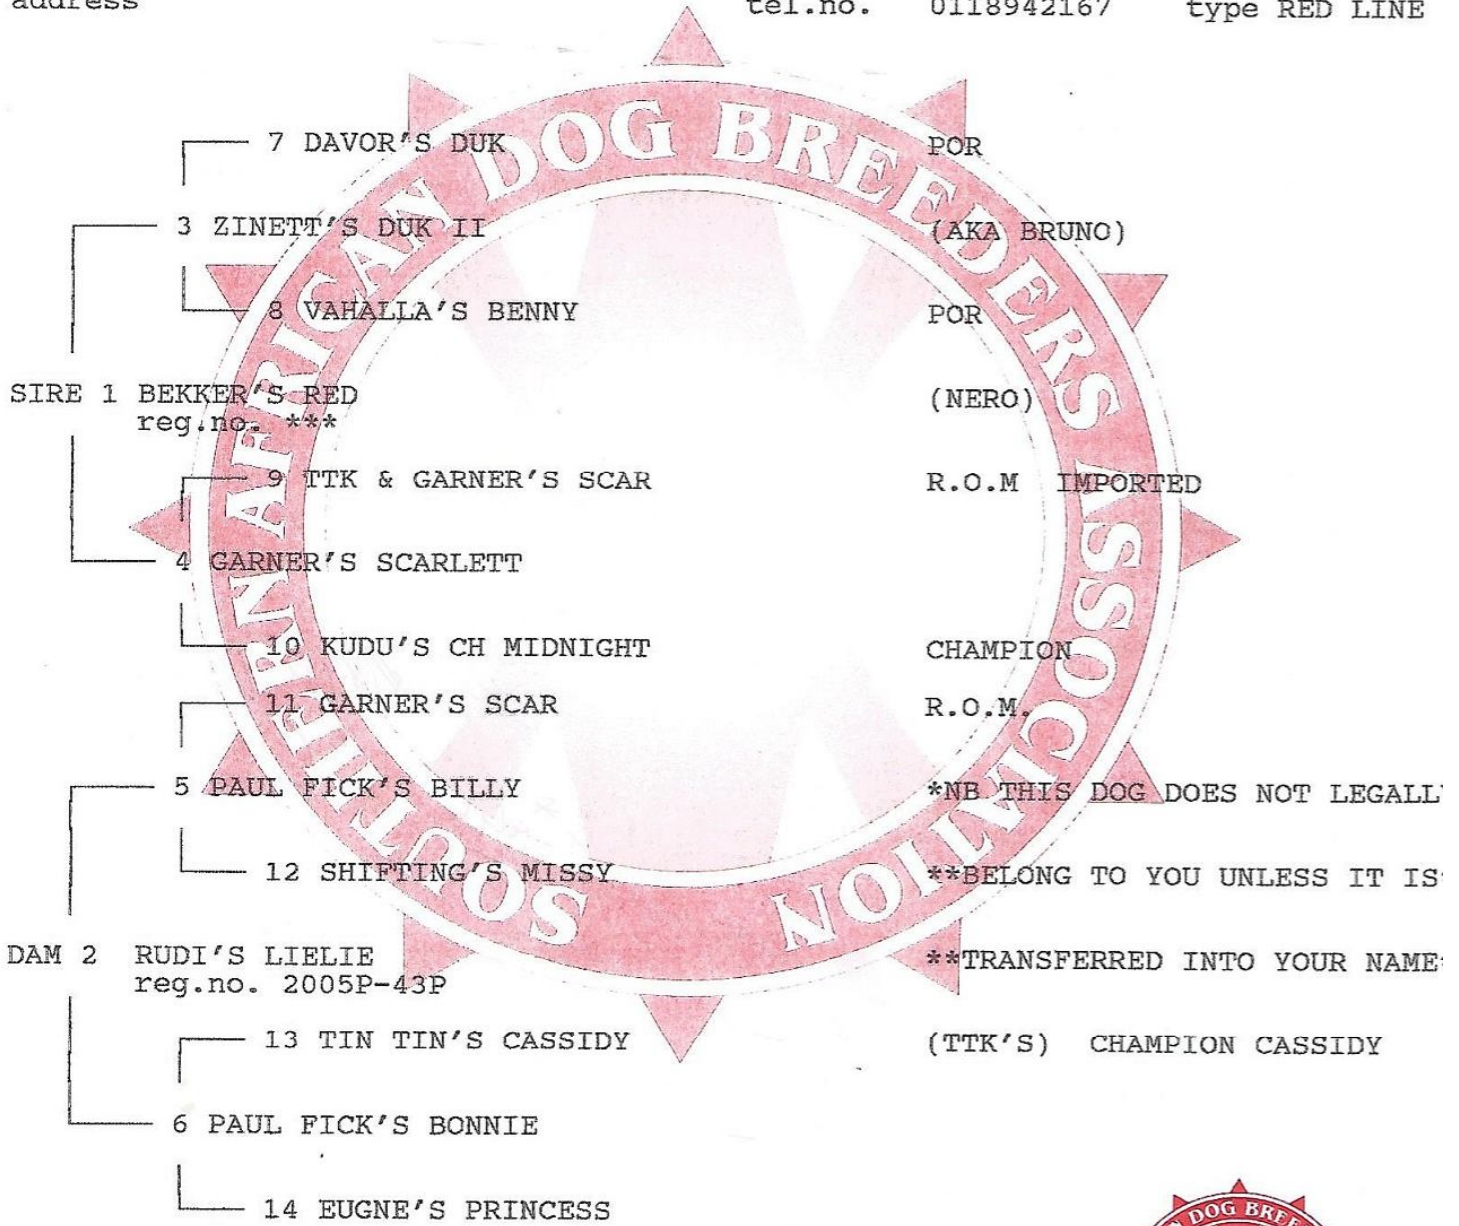 address tel.no. 0118942167 type RED LINE
7 DAVOR'S DUK POR
3 ZINETT'S DUK II (AKA BRUNO)
8 VAHALLA'S BENNY POR
SIRE 1 BEKKER'S RED (NERO)
reg.no. ***
9 TTK & GARNER'S SCAR R.O.M IMPORTED
4 GARNER'S SCARLETT
10 KUDU'S CH MIDNIGHT CHAMPION
11 GARNER'S SCAR R.O.M.
5 PAUL FICK'S BILLY *NB THIS DOG DOES NOT LEGALLY
12 SHIFTING'S MISSY **BELONG TO YOU UNLESS IT IS*
DAM 2 RUDI'S LIELIE **TRANSFERRED INTO YOUR NAME*
reg.no. 2005P-43P
13 TIN TIN'S CASSIDY (TTK'S) CHAMPION CASSIDY
6 PAUL FICK'S BONNIE
14 EUGNE'S PRINCESS
SOUTHERN AFRICAN DOG BREEDERS ASSOCIATION
DOG